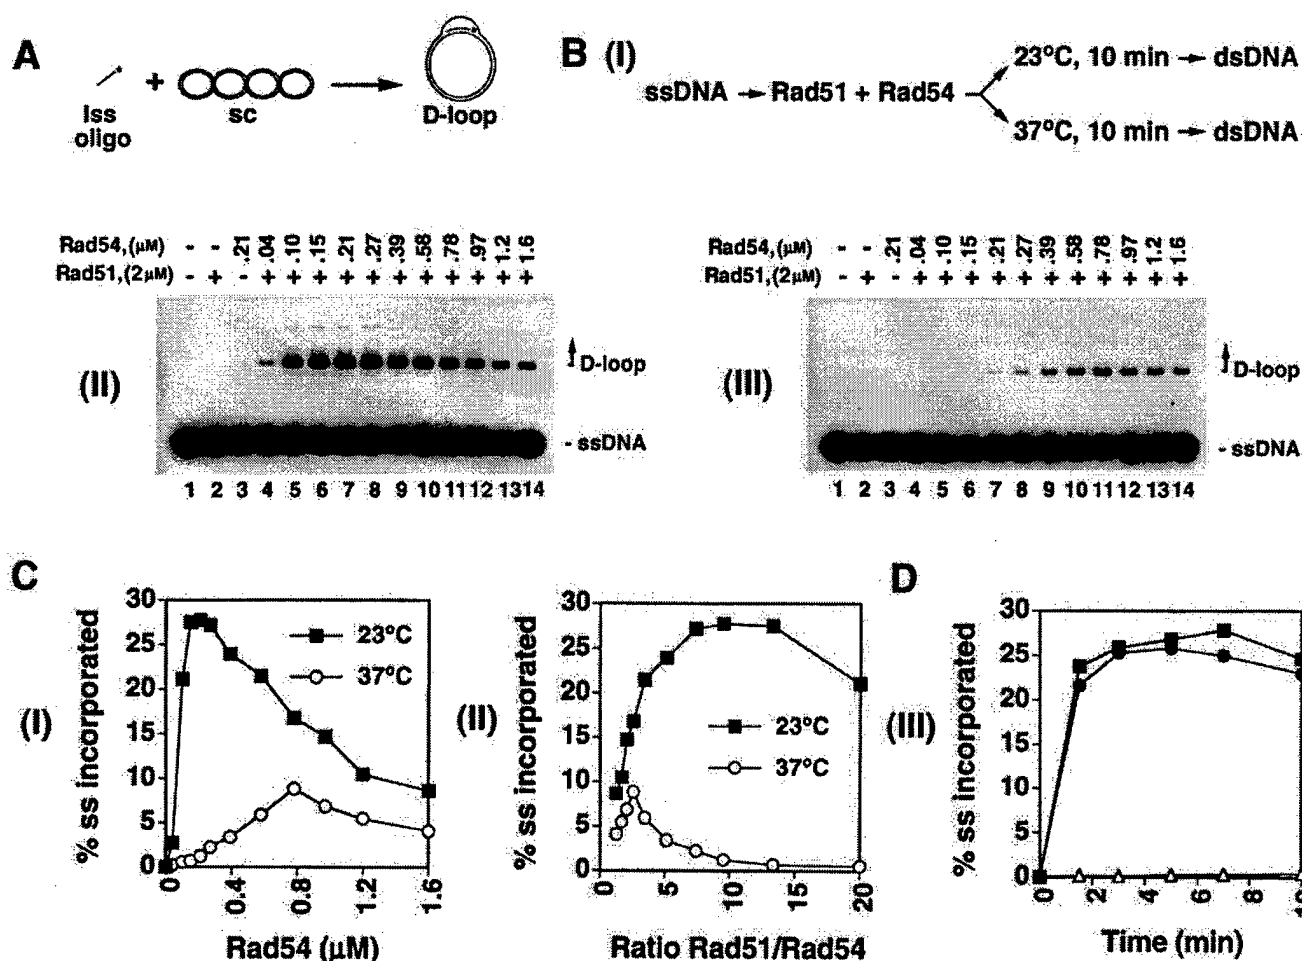 A
Iss
oligo
+
sc
D-loop
B (I)
ssDNA → Rad51 + Rad54
23ºC, 10 min → dsDNA
37ºC, 10 min → dsDNA
Rad54,(μM) - - .21 .04 .10 .15 .21 .27 .39 .58 .78 .97 1.2 1.6
Rad51,(2μM) - + - + + + + + + + + + + +
(II)
D-loop
- ssDNA
1 2 3 4 5 6 7 8 9 10 11 12 13 14
Rad54,(μM) - - .21 .04 .10 .15 .21 .27 .39 .58 .78 .97 1.2 1.6
Rad51,(2μM) - + - + + + + + + + + + + +
(III)
D-loop
- ssDNA
1 2 3 4 5 6 7 8 9 10 11 12 13 14
C
(I)
% ss incorporated
30
25
20
15
10
5
0
23ºC
37ºC
0 0.4 0.8 1.2 1.6
Rad54 (μM)
(II)
% ss incorporated
30
25
20
15
10
5
0
23ºC
37ºC
0 5 10 15 20
Ratio Rad51/Rad54
D
(III)
% ss incorporated
30
25
20
15
10
5
0
0 2 4 6 8
Time (min)